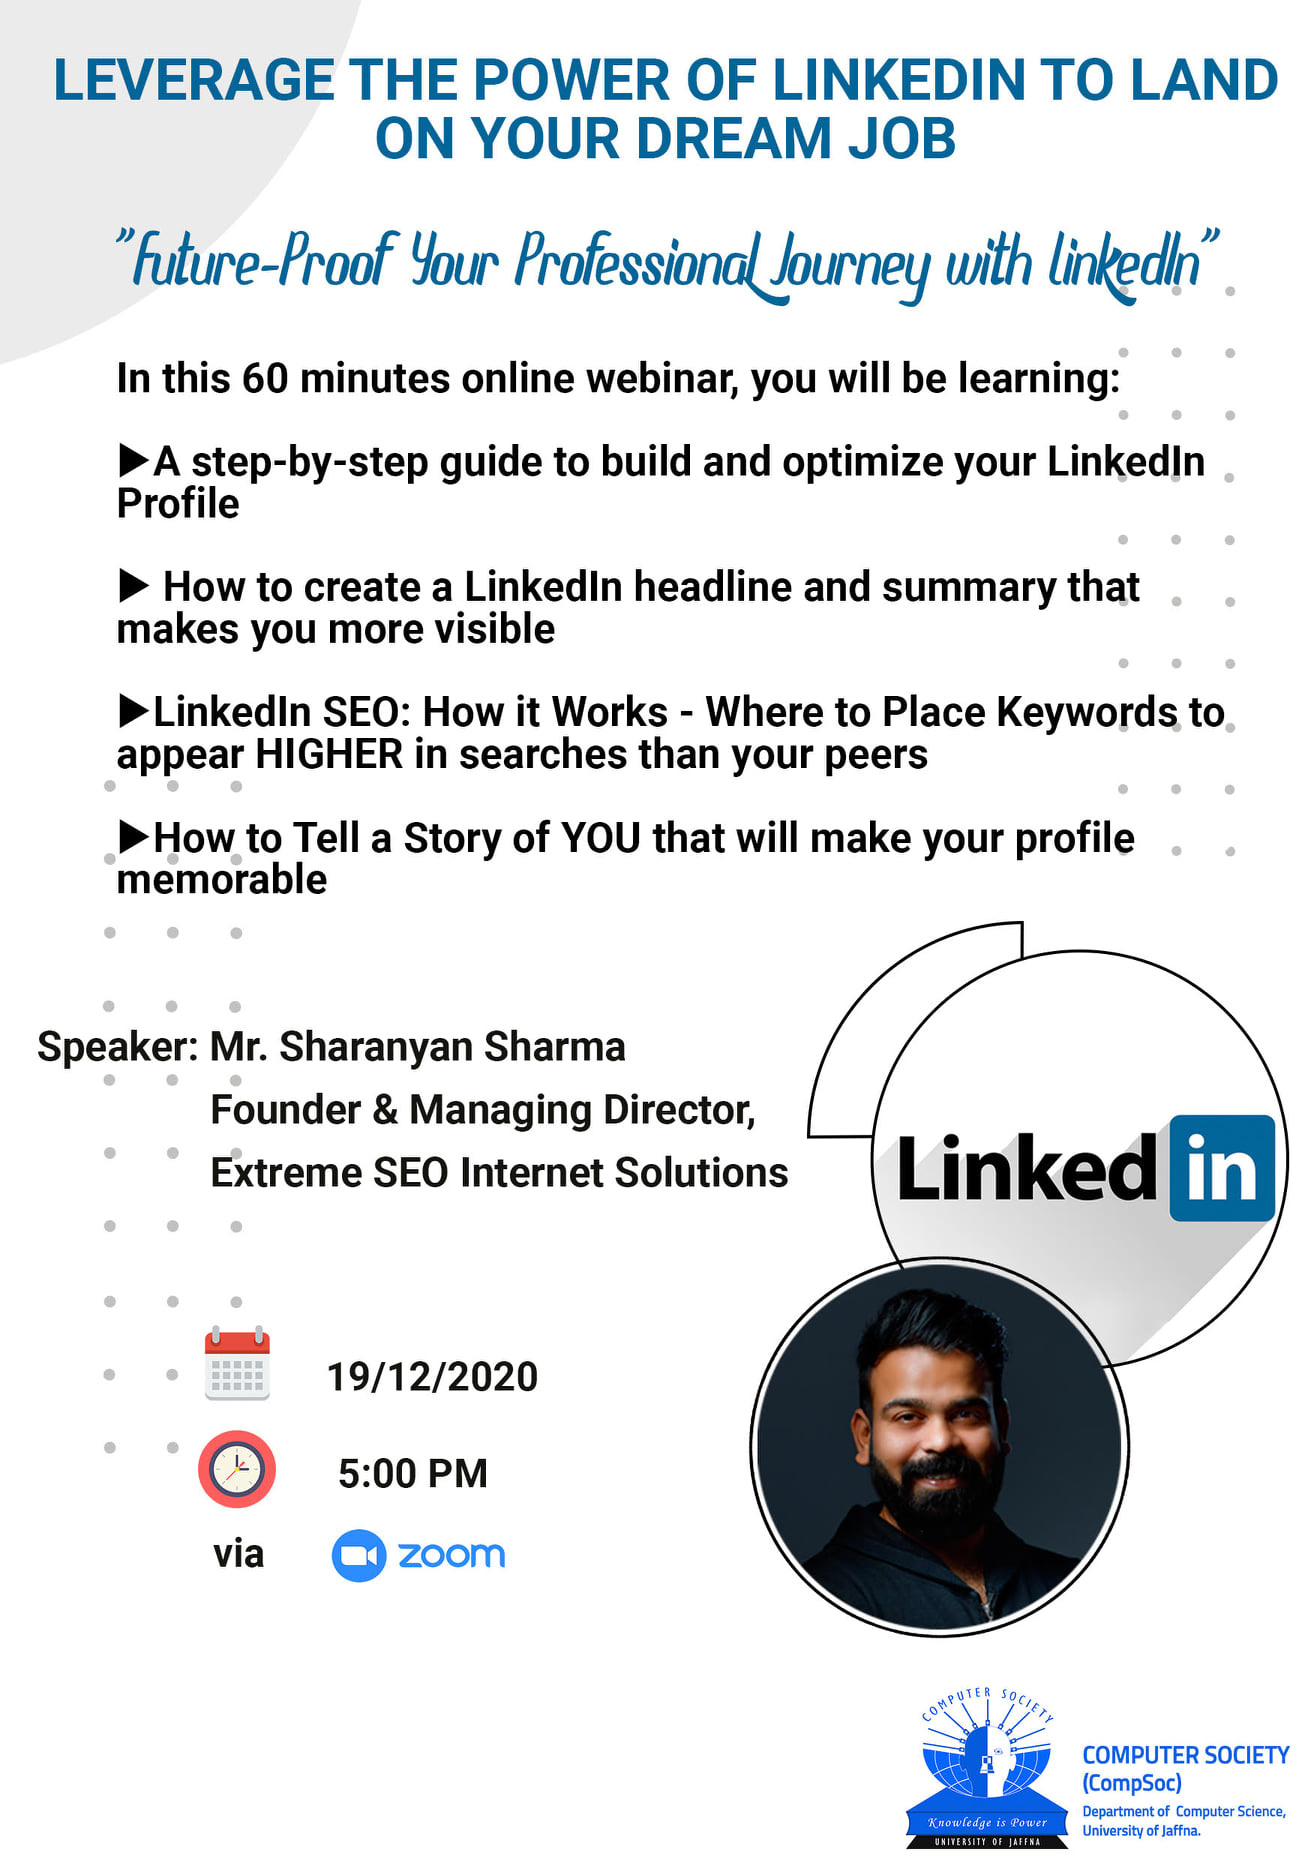 LEVERAGE THE POWER OF LINKEDIN TO LAND
ON YOUR DREAM JOB
"Future-Proof Your Professional Journey with linkedIn"
In this 60 minutes online webinar, you will be learning:
▶A step-by-step guide to build and optimize your LinkedIn
Profile
▶ How to create a LinkedIn headline and summary that
makes you more visible
▶LinkedIn SEO: How it Works - Where to Place Keywords to
appear HIGHER in searches than your peers
▶How to Tell a Story of YOU that will make your profile
memorable
Speaker: Mr. Sharanyan Sharma
Founder & Managing Director,
Extreme SEO Internet Solutions
Linked in
19/12/2020
5:00 PM
via zoom
COMPUTER SOCIETY
Knowledge is Power
UNIVERSITY OF JAFFNA
COMPUTER SOCIETY
(CompSoc)
Department of Computer Science,
University of Jaffna.